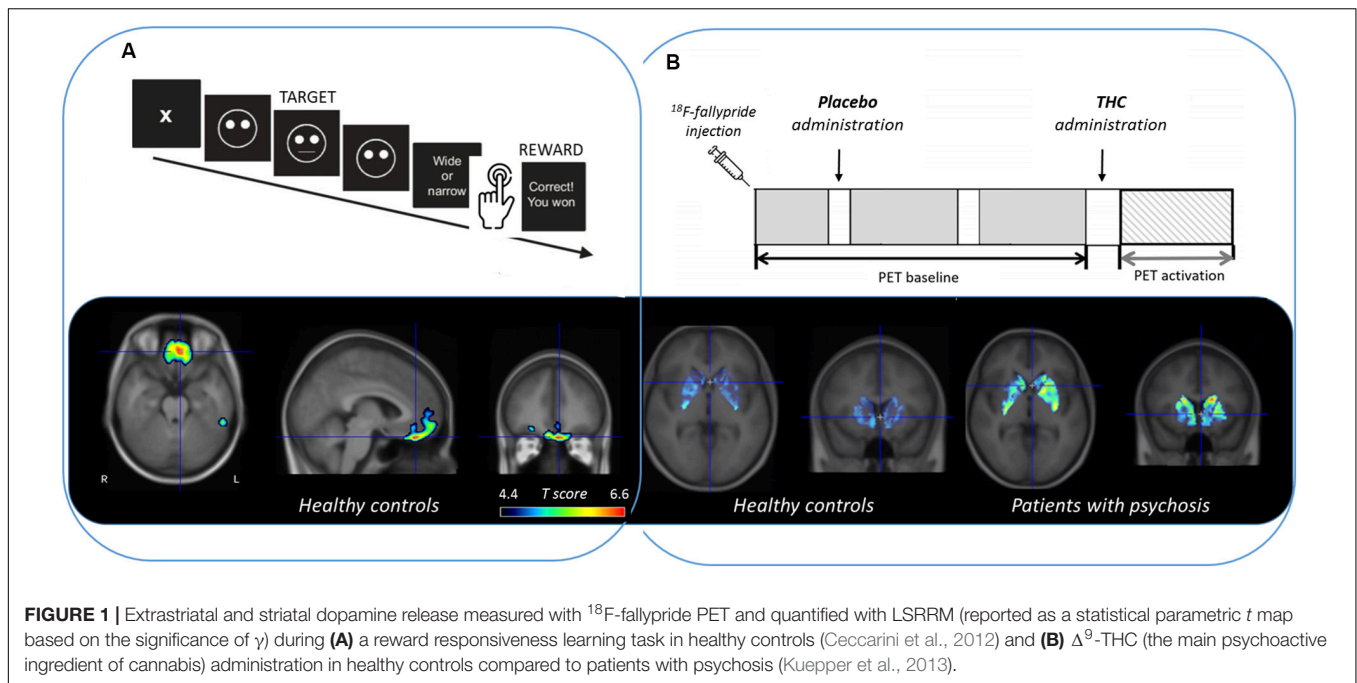 A
x
TARGET
Wide
or
narrow
REWARD
Correct!
You won
B
¹⁸F-fallypride
injection
Placebo
administration
THC
administration
PET baseline
PET activation
R
L
Healthy controls
4.4 T score 6.6
Healthy controls
Patients with psychosis
FIGURE 1 | Extrastriatal and striatal dopamine release measured with ¹⁸F-fallypride PET and quantified with LSRRM (reported as a statistical parametric t map
based on the significance of γ) during (A) a reward responsiveness learning task in healthy controls (Ceccarini et al., 2012) and (B) Δ⁹-THC (the main psychoactive
ingredient of cannabis) administration in healthy controls compared to patients with psychosis (Kuepper et al., 2013).